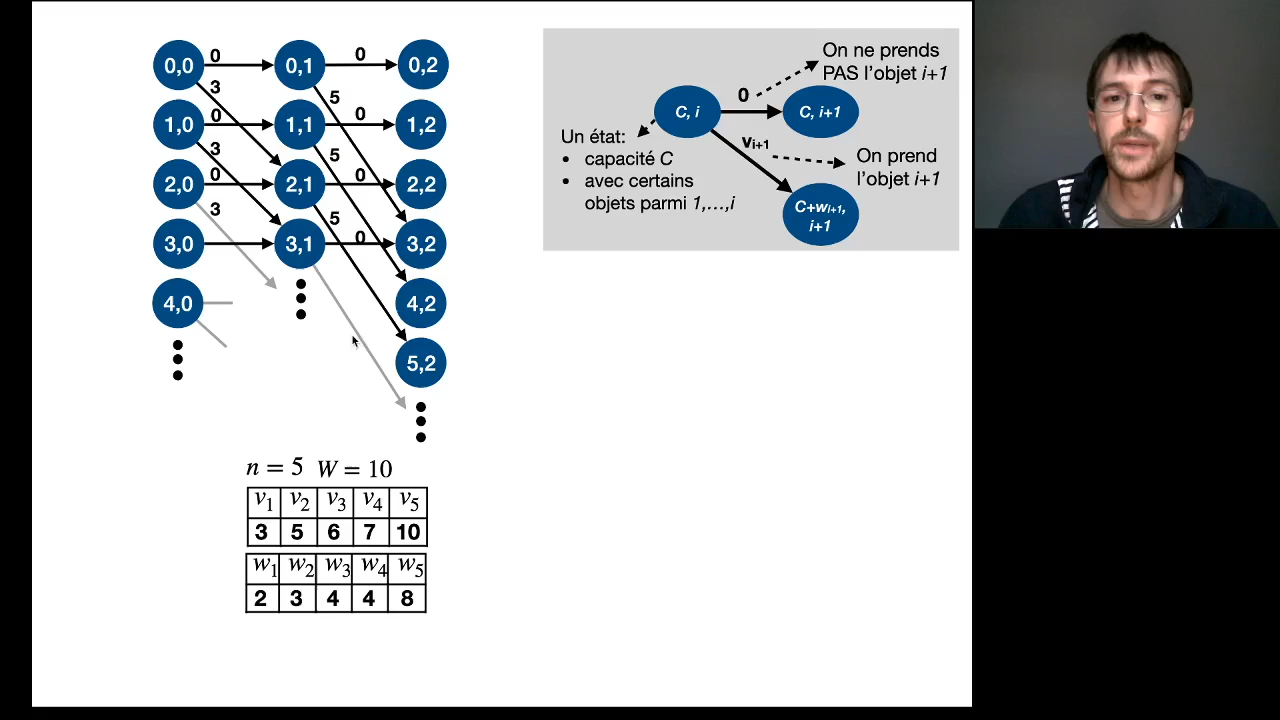 0,0 0 0,1 0 0,2
3 5
1,0 0 1,1 0 1,2
3 5
2,0 0 2,1 0 2,2
3 5
3,0 3,1 0 3,2
4,0 4,2
5,2
n = 5 W = 10
v1 v2 v3 v4 v5
3 5 6 7 10
w1 w2 w3 w4 w5
2 3 4 4 8
On ne prends
PAS l'objet i+1
C, i 0 C, i+1
Un état:
• capacité C
• avec certains
objets parmi 1,...,i
vi+1
On prend
l'objet i+1
C+wi+1,
i+1